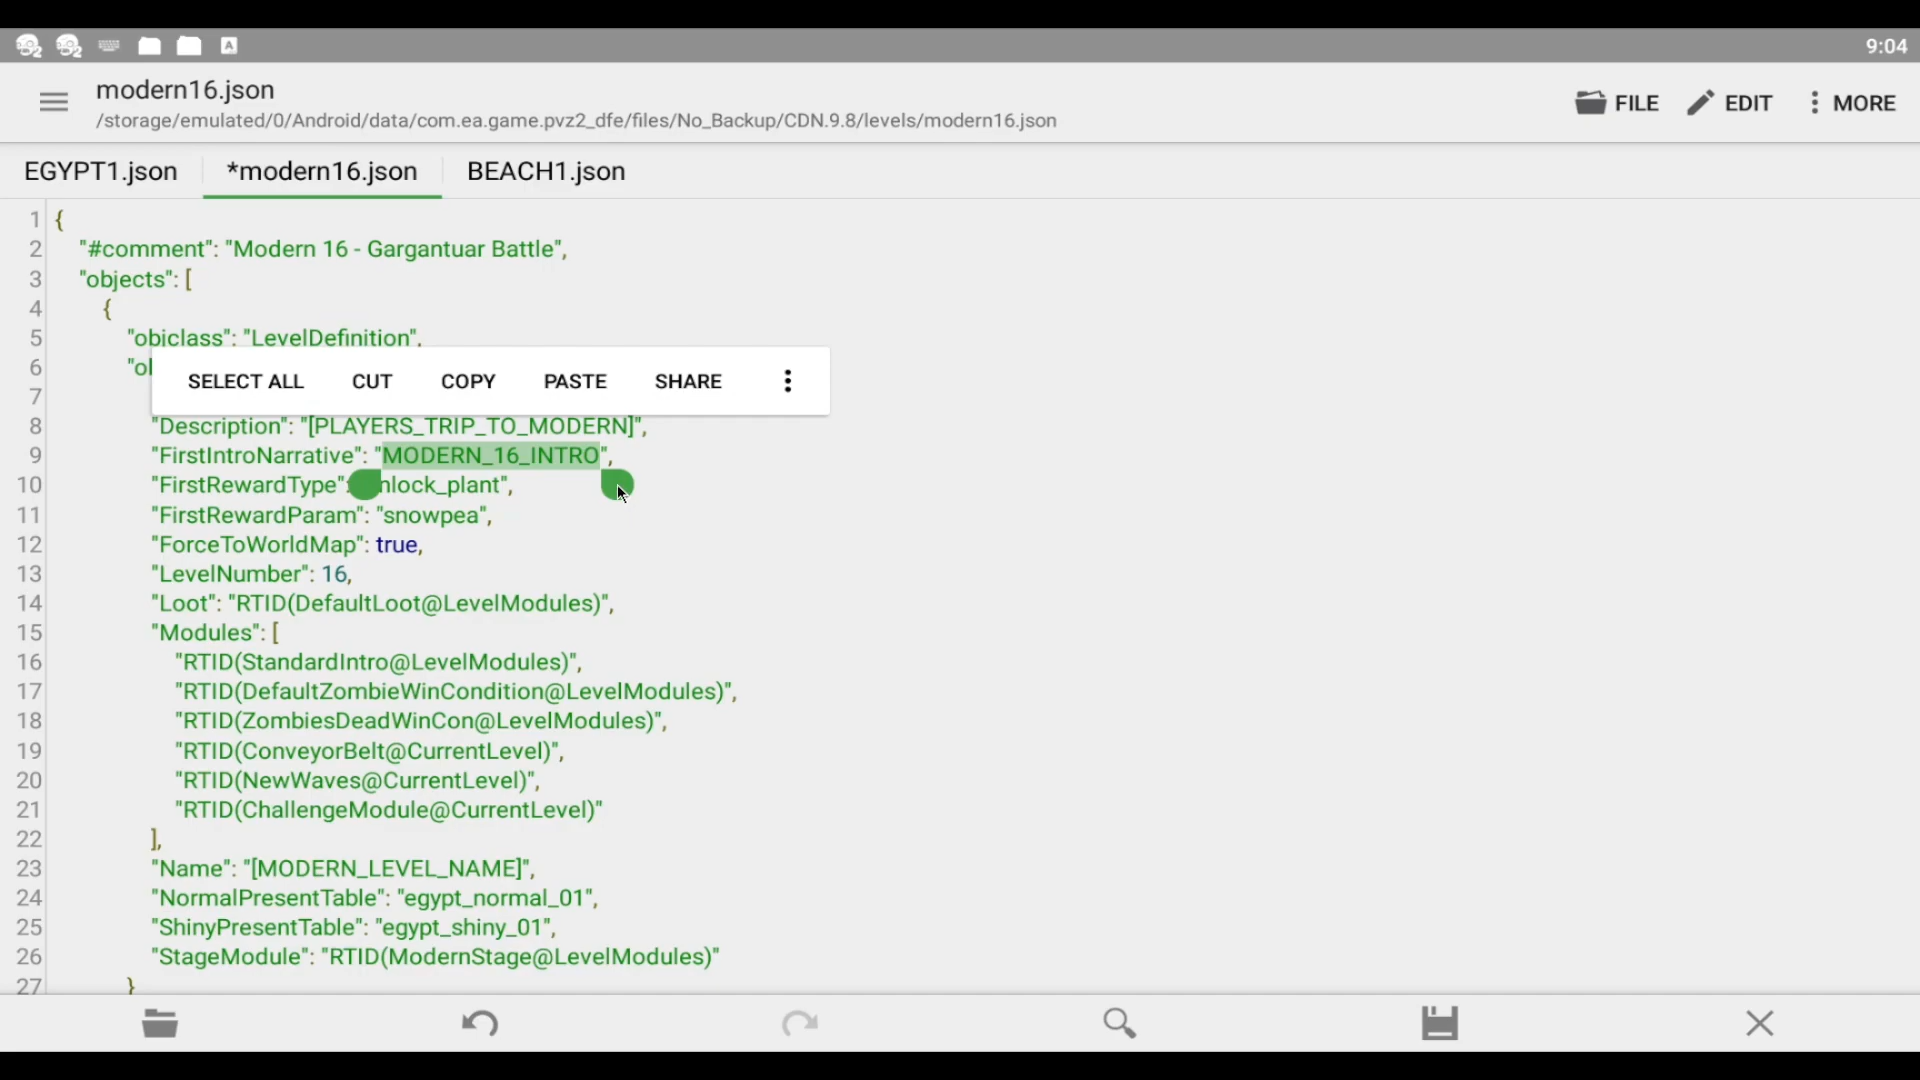 9:04
modern16.json
/storage/emulated/0/Android/data/com.ea.game.pvz2_dfe/files/No_Backup/CDN.9.8/levels/modern16.json
FILE EDIT MORE
EGYPT1.json *modern16.json BEACH1.json
1 {
2 "#comment": "Modern 16 - Gargantuar Battle",
3 "objects": [
4 {
5 "objclass": "LevelDefinition",
6
SELECT ALL CUT COPY PASTE SHARE
7
8 "Description": "[PLAYERS_TRIP_TO_MODERN]",
9 "FirstIntroNarrative": "MODERN_16_INTRO",
10 "FirstRewardType": nlock_plant",
11 "FirstRewardParam": "snowpea",
12 "ForceToWorldMap": true,
13 "LevelNumber": 16,
14 "Loot": "RTID(DefaultLoot@LevelModules)",
15 "Modules": [
16 "RTID(StandardIntro@LevelModules)",
17 "RTID(DefaultZombieWinCondition@LevelModules)",
18 "RTID(ZombiesDeadWinCon@LevelModules)",
19 "RTID(ConveyorBelt@CurrentLevel)",
20 "RTID(NewWaves@CurrentLevel)",
21 "RTID(ChallengeModule@CurrentLevel)"
22 ],
23 "Name": "[MODERN_LEVEL_NAME]",
24 "NormalPresentTable": "egypt_normal_01",
25 "ShinyPresentTable": "egypt_shiny_01",
26 "StageModule": "RTID(ModernStage@LevelModules)"
27 }